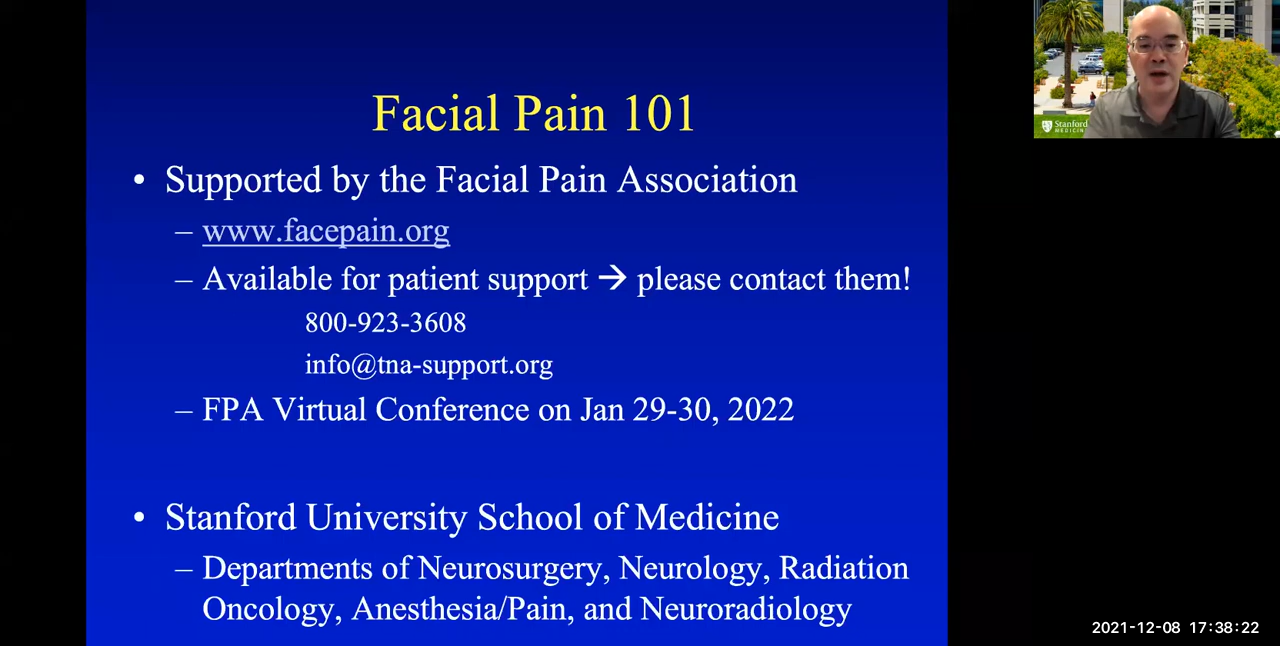 Facial Pain 101
• Supported by the Facial Pain Association
– www.facepain.org
– Available for patient support → please contact them!
800-923-3608
info@tna-support.org
– FPA Virtual Conference on Jan 29-30, 2022
• Stanford University School of Medicine
– Departments of Neurosurgery, Neurology, Radiation
Oncology, Anesthesia/Pain, and Neuroradiology
Stanford
MEDICINE
2021-12-08 17:38:22